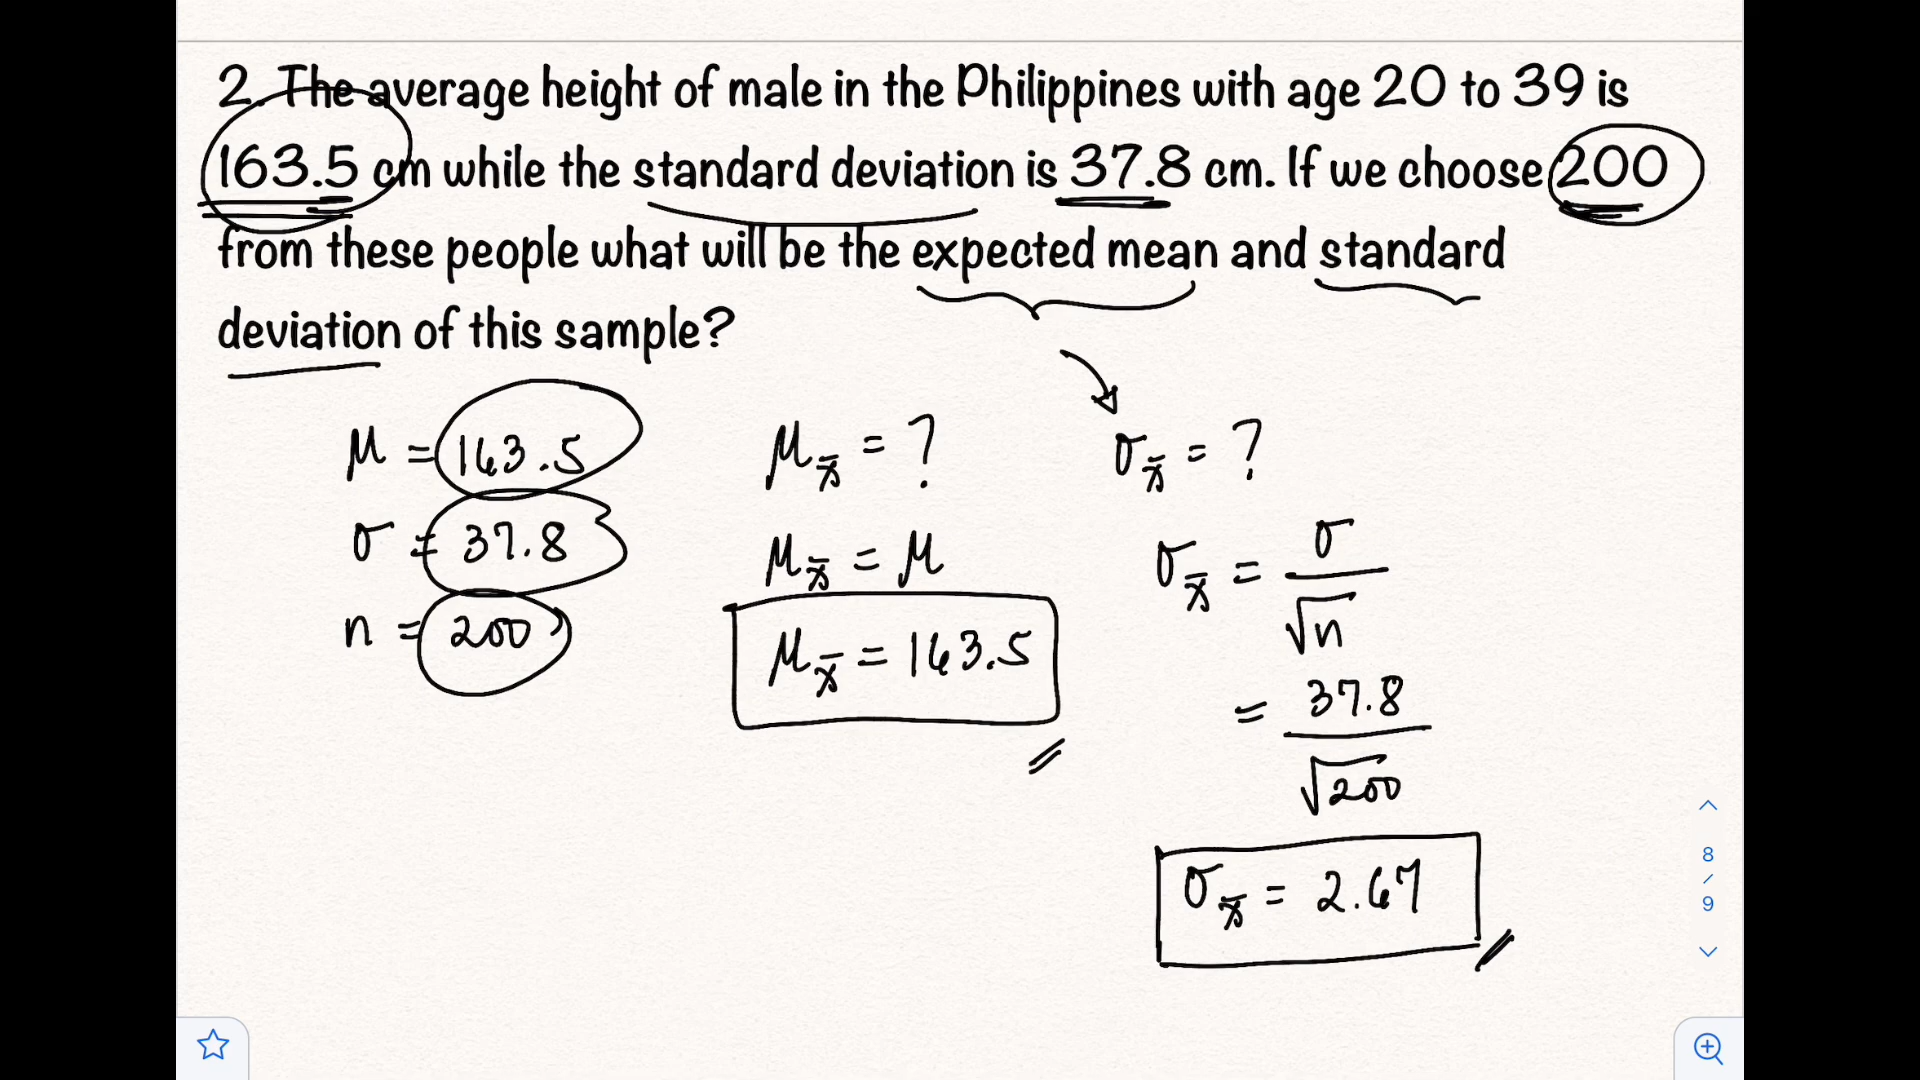 2. The average height of male in the Philippines with age 20 to 39 is
163.5 cm while the standard deviation is 37.8 cm. If we choose 200
from these people what will be the expected mean and standard
deviation of this sample?
μ = 163.5
σ = 37.8
n = 200
μx̄ = ?
μx̄ = μ
μx̄ = 163.5
σx̄ = ?
σx̄ = σ/√n
= 37.8/√200
σx̄ = 2.67
8
/
9